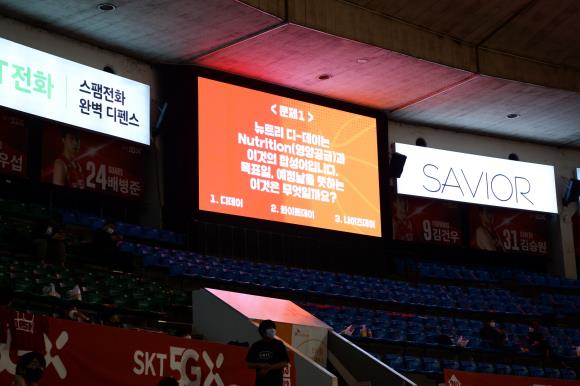 T전화
스팸전화
완벽 디펜스
< 문제 1 >
뉴트리 디-데이는
Nutrition(영양공급)과
이것의 합성어입니다.
목표일, 예정날을 뜻하는
이것은 무엇일까요?
1. 디데이
2. 화이트데이
3. 나이츠데이
SAVIOR
24 배병준
9 김건우
31 김승원
SKT 5GX